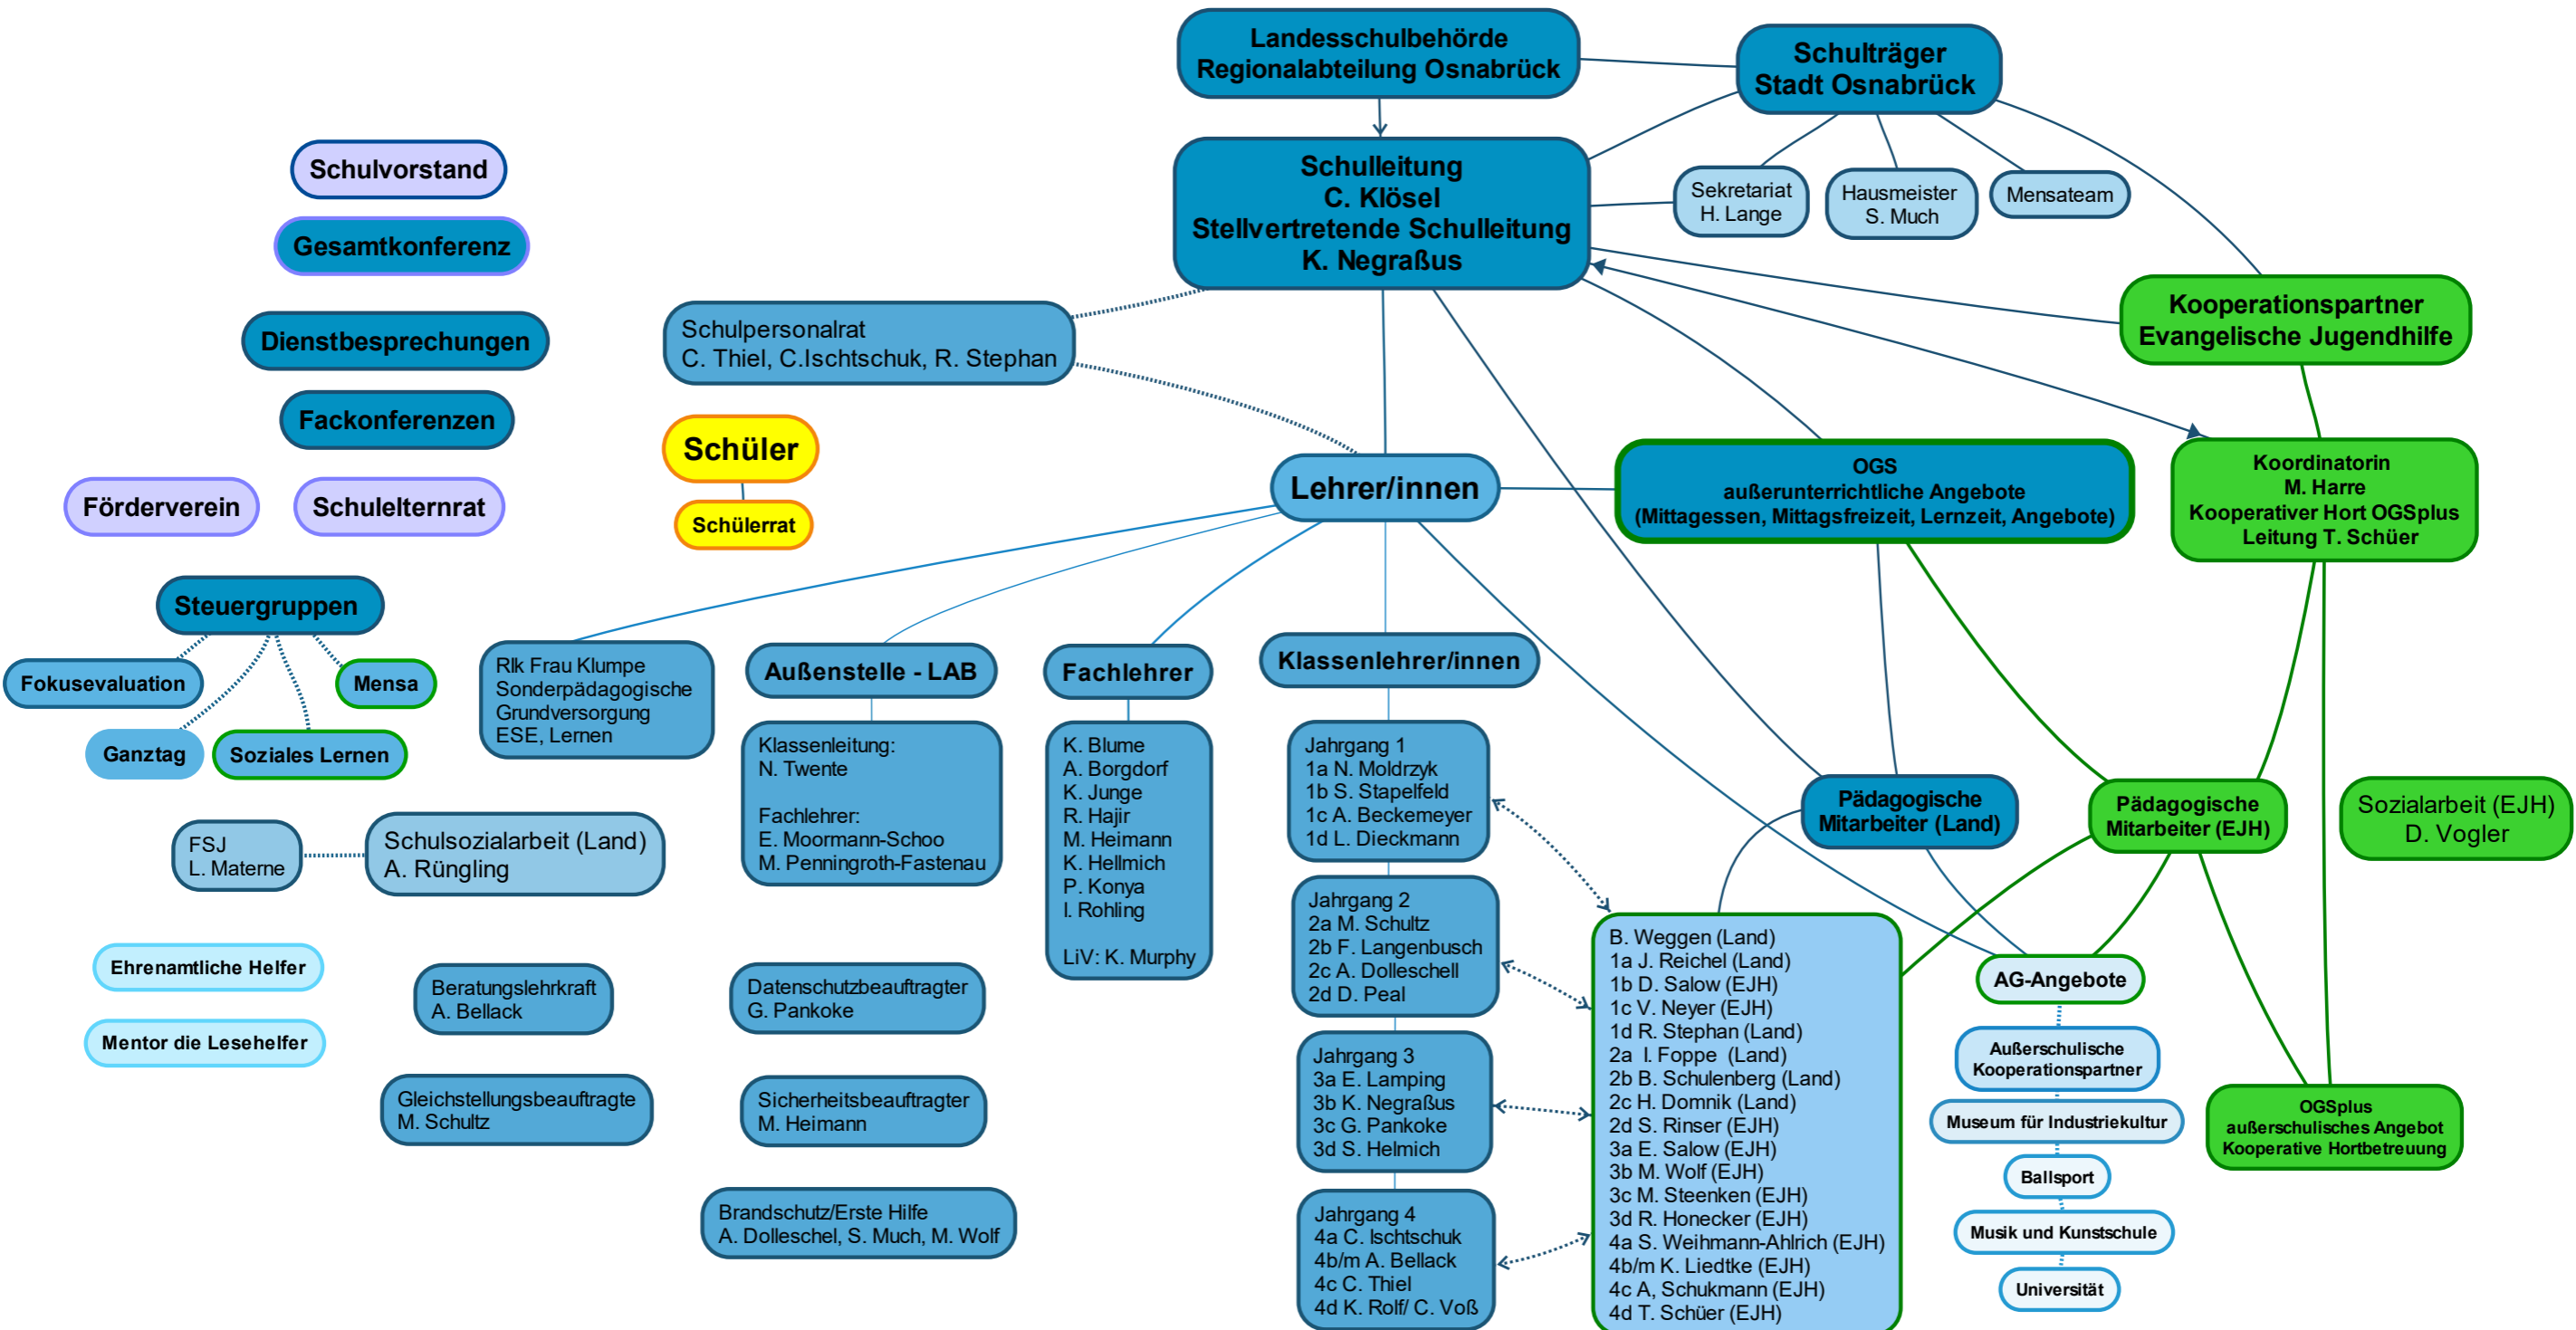 Landesschulbehörde
Regionalabteilung Osnabrück
Schulträger
Stadt Osnabrück
Schulleitung
C. Klösel
Stellvertretende Schulleitung
K. Negraßus
Sekretariat
H. Lange
Hausmeister
S. Much
Mensateam
Kooperationspartner
Evangelische Jugendhilfe
Schulvorstand
Gesamtkonferenz
Dienstbesprechungen
Fackonferenzen
Förderverein
Schulelternrat
Schulpersonalrat
C. Thiel, C.Ischtschuk, R. Stephan
Schüler
Schülerrat
Lehrer/innen
OGS
außerunterrichtliche Angebote
(Mittagessen, Mittagsfreizeit, Lernzeit, Angebote)
Koordinatorin
M. Harre
Kooperativer Hort OGSplus
Leitung T. Schüer
Steuergruppen
Fokusevaluation
Mensa
Ganztag
Soziales Lernen
Rlk Frau Klumpe
Sonderpädagogische
Grundversorgung
ESE, Lernen
Außenstelle - LAB
Klassenleitung:
N. Twente
Fachlehrer:
E. Moormann-Schoo
M. Penningroth-Fastenau
Fachlehrer
K. Blume
A. Borgdorf
K. Junge
R. Hajir
M. Heimann
K. Hellmich
P. Konya
I. Rohling
LiV: K. Murphy
Klassenlehrer/innen
Jahrgang 1
1a N. Moldrzyk
1b S. Stapelfeld
1c A. Beckemeyer
1d L. Dieckmann
Jahrgang 2
2a M. Schultz
2b F. Langenbusch
2c A. Dolleschell
2d D. Peal
Jahrgang 3
3a E. Lamping
3b K. Negraßus
3c G. Pankoke
3d S. Helmich
Jahrgang 4
4a C. Ischtschuk
4b/m A. Bellack
4c C. Thiel
4d K. Rolf/ C. Voß
Pädagogische
Mitarbeiter (Land)
Pädagogische
Mitarbeiter (EJH)
Sozialarbeit (EJH)
D. Vogler
FSJ
L. Materne
Schulsozialarbeit (Land)
A. Rüngling
Ehrenamtliche Helfer
Mentor die Lesehelfer
Beratungslehrkraft
A. Bellack
Datenschutzbeauftragter
G. Pankoke
Gleichstellungsbeauftragte
M. Schultz
Sicherheitsbeauftragter
M. Heimann
Brandschutz/Erste Hilfe
A. Dolleschel, S. Much, M. Wolf
B. Weggen (Land)
1a J. Reichel (Land)
1b D. Salow (EJH)
1c V. Neyer (EJH)
1d R. Stephan (Land)
2a I. Foppe (Land)
2b B. Schulenberg (Land)
2c H. Domnik (Land)
2d S. Rinser (EJH)
3a E. Salow (EJH)
3b M. Wolf (EJH)
3c M. Steenken (EJH)
3d R. Honecker (EJH)
4a S. Weihmann-Ahlrich (EJH)
4b/m K. Liedtke (EJH)
4c A, Schukmann (EJH)
4d T. Schüer (EJH)
AG-Angebote
Außerschulische
Kooperationspartner
Museum für Industriekultur
Ballsport
Musik und Kunstschule
Universität
OGSplus
außerschulisches Angebot
Kooperative Hortbetreuung